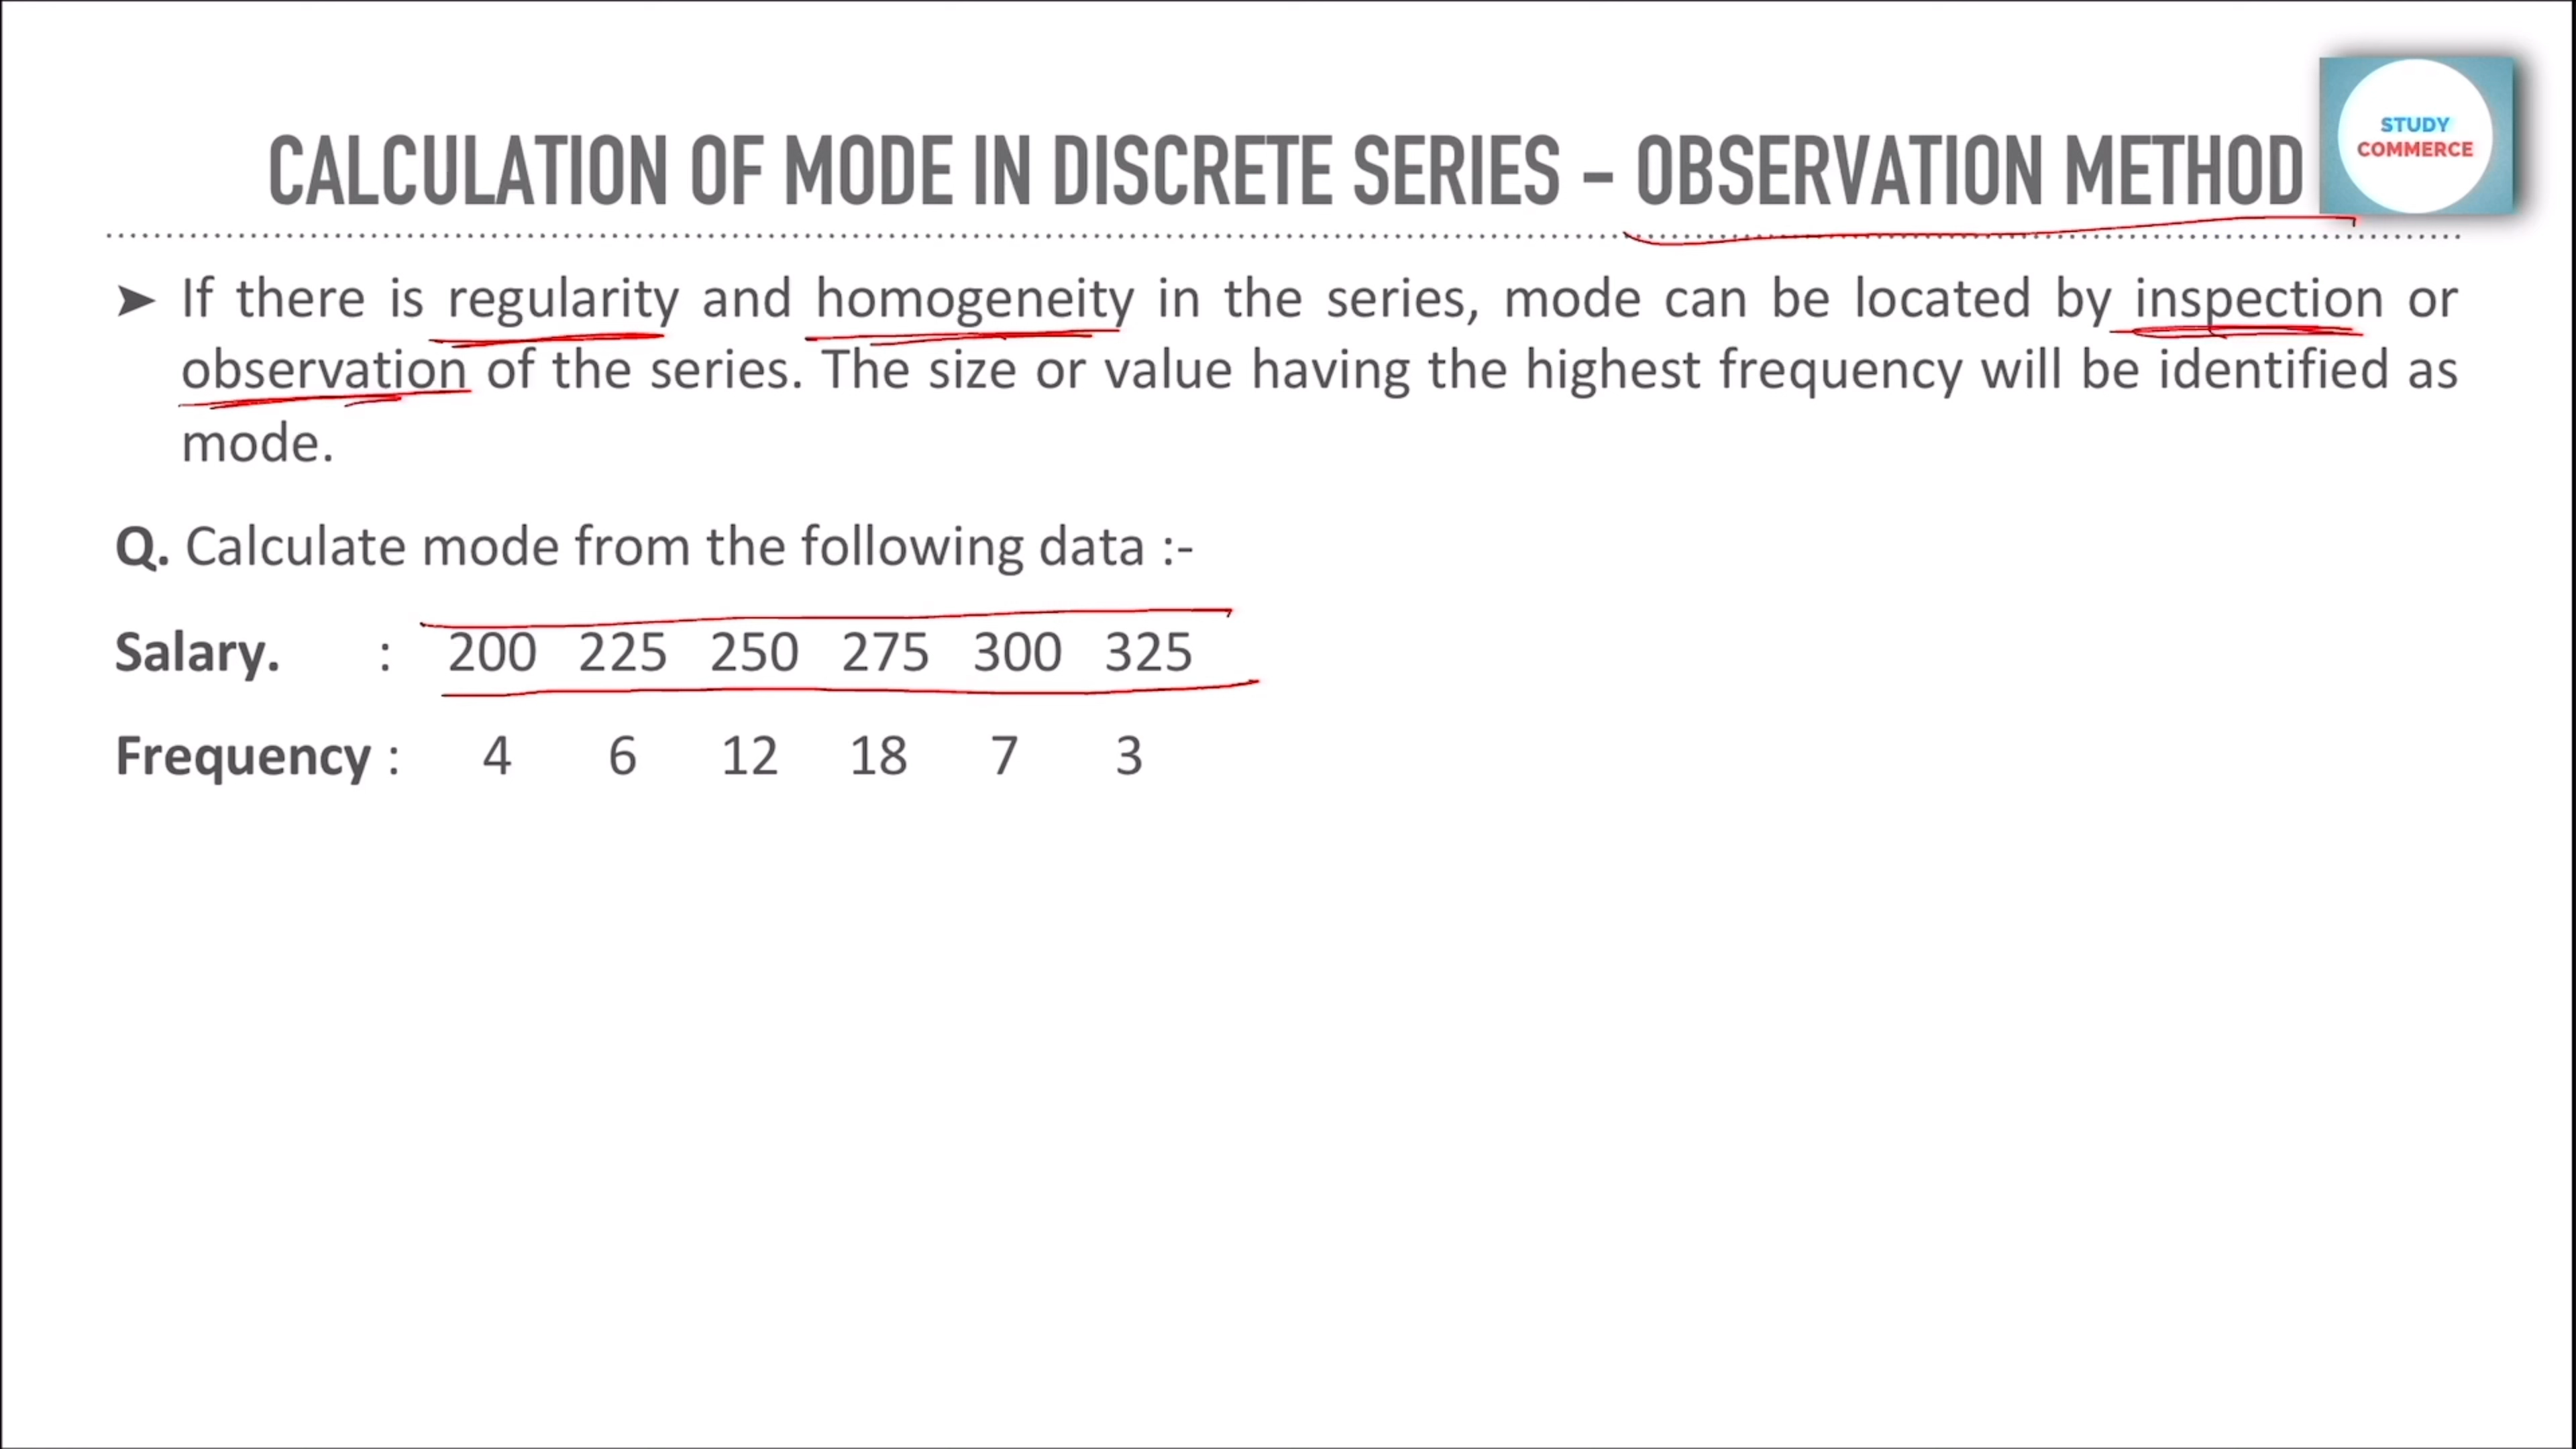 STUDY
COMMERCE
CALCULATION OF MODE IN DISCRETE SERIES - OBSERVATION METHOD
➤ If there is regularity and homogeneity in the series, mode can be located by inspection or
observation of the series. The size or value having the highest frequency will be identified as
mode.
Q. Calculate mode from the following data :-
Salary. : 200 225 250 275 300 325
Frequency : 4 6 12 18 7 3